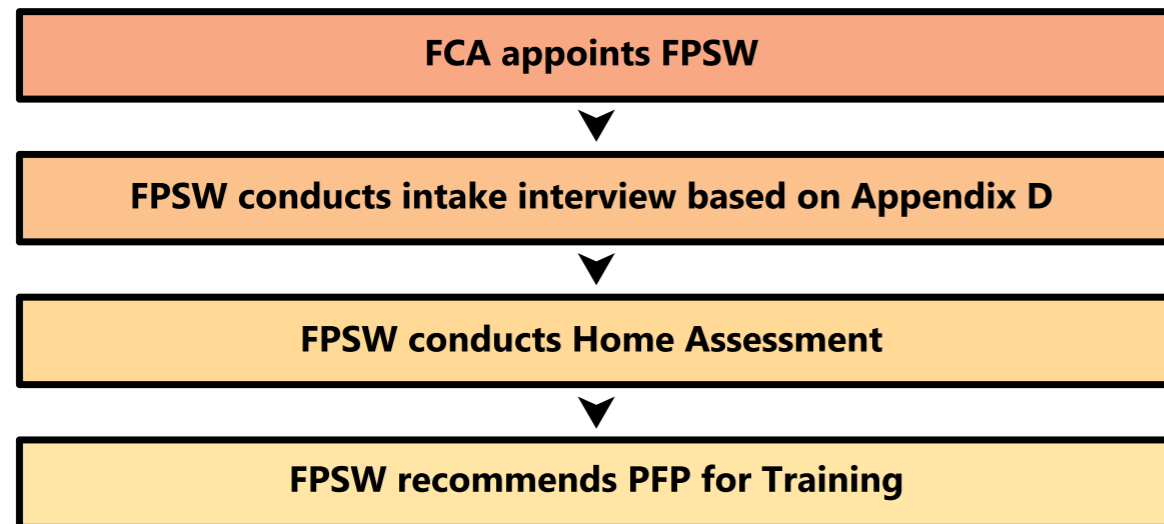 FCA appoints FPSW
FPSW conducts intake interview based on Appendix D
FPSW conducts Home Assessment
FPSW recommends PFP for Training